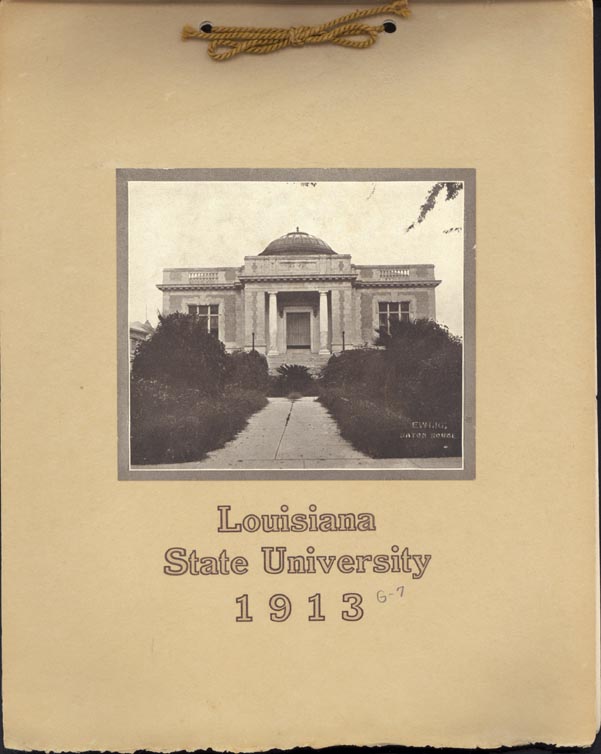 EWING.
BATON ROUGE
Louisiana
State University
1913 G-7